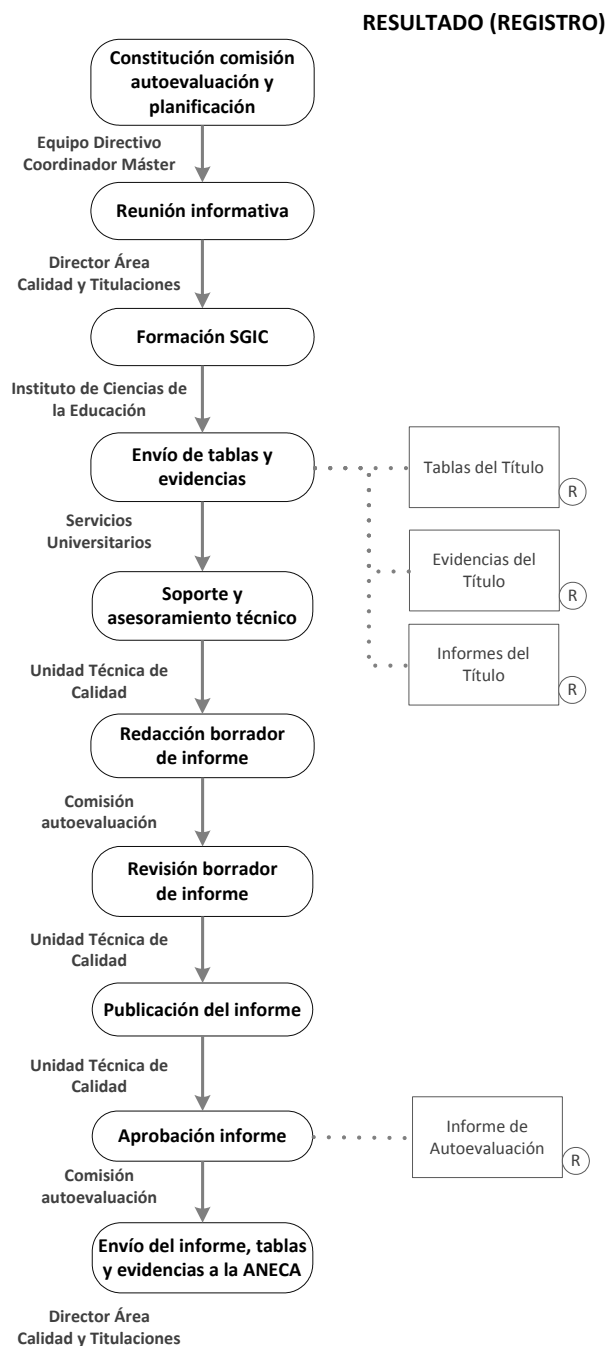 RESULTADO (REGISTRO)
Constitución comisión
autoevaluación y
planificación
Equipo Directivo
Coordinador Máster
Reunión informativa
Director Área
Calidad y Titulaciones
Formación SGIC
Instituto de Ciencias de
la Educación
Envío de tablas y
evidencias
Tablas del Título
R
Servicios
Universitarios
Evidencias del
Título
R
Soporte y
asesoramiento técnico
Informes del
Título
R
Unidad Técnica de
Calidad
Redacción borrador
de informe
Comisión
autoevaluación
Revisión borrador
de informe
Unidad Técnica de
Calidad
Publicación del informe
Unidad Técnica de
Calidad
Aprobación informe
Informe de
Autoevaluación
R
Comisión
autoevaluación
Envío del informe, tablas
y evidencias a la ANECA
Director Área
Calidad y Titulaciones